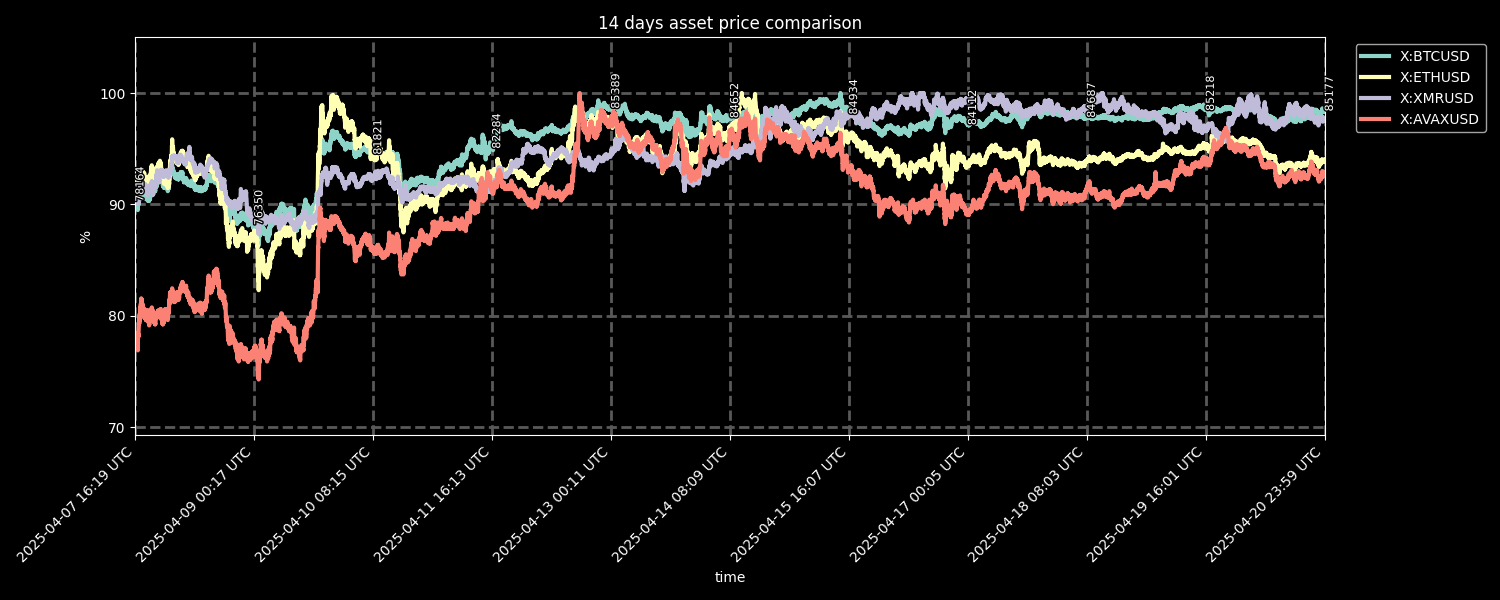 14 days asset price comparison
X:BTCUSD
X:ETHUSD
X:XMRUSD
X:AVAXUSD
100
90
80
70
%
78164
76350
81821
82284
85389
84652
84934
84112
84687
85218
85177
2025-04-07 16:19 UTC
2025-04-09 00:17 UTC
2025-04-10 08:15 UTC
2025-04-11 16:13 UTC
2025-04-13 00:11 UTC
2025-04-14 08:09 UTC
2025-04-15 16:07 UTC
2025-04-17 00:05 UTC
2025-04-18 08:03 UTC
2025-04-19 16:01 UTC
2025-04-20 23:59 UTC
time